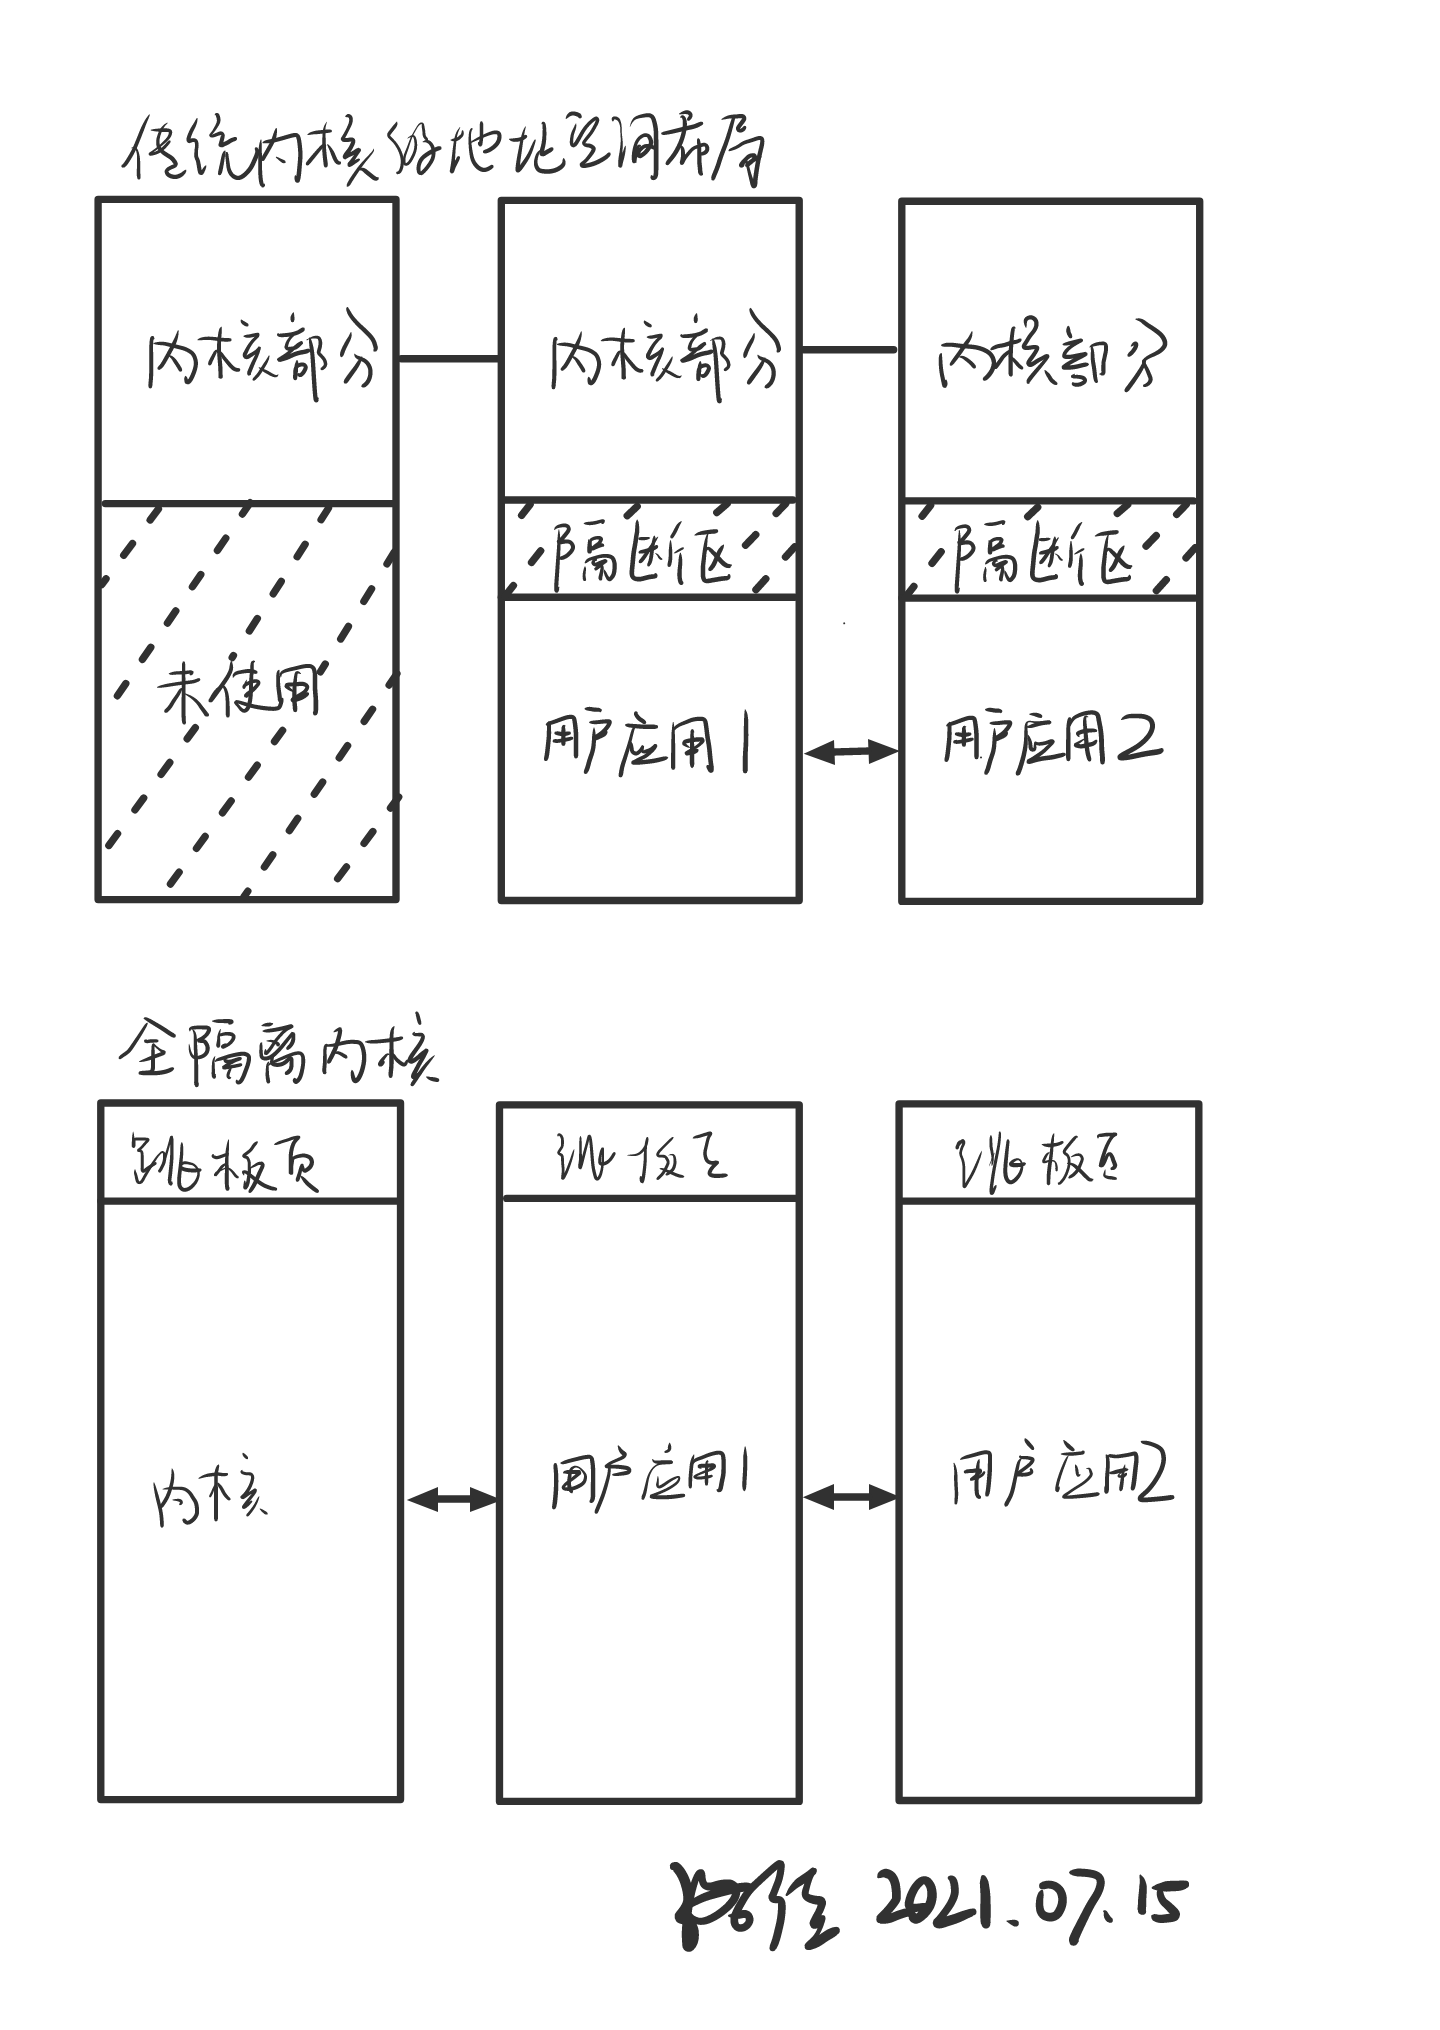 传统内核的地址空间布局
内核部分
内核部分
内核部分
隔断区
隔断区
未使用
用户应用1
用户应用2
全隔离内核
跳板页
跳板页
跳板页
内核
用户应用1
用户应用2
2021.07.15